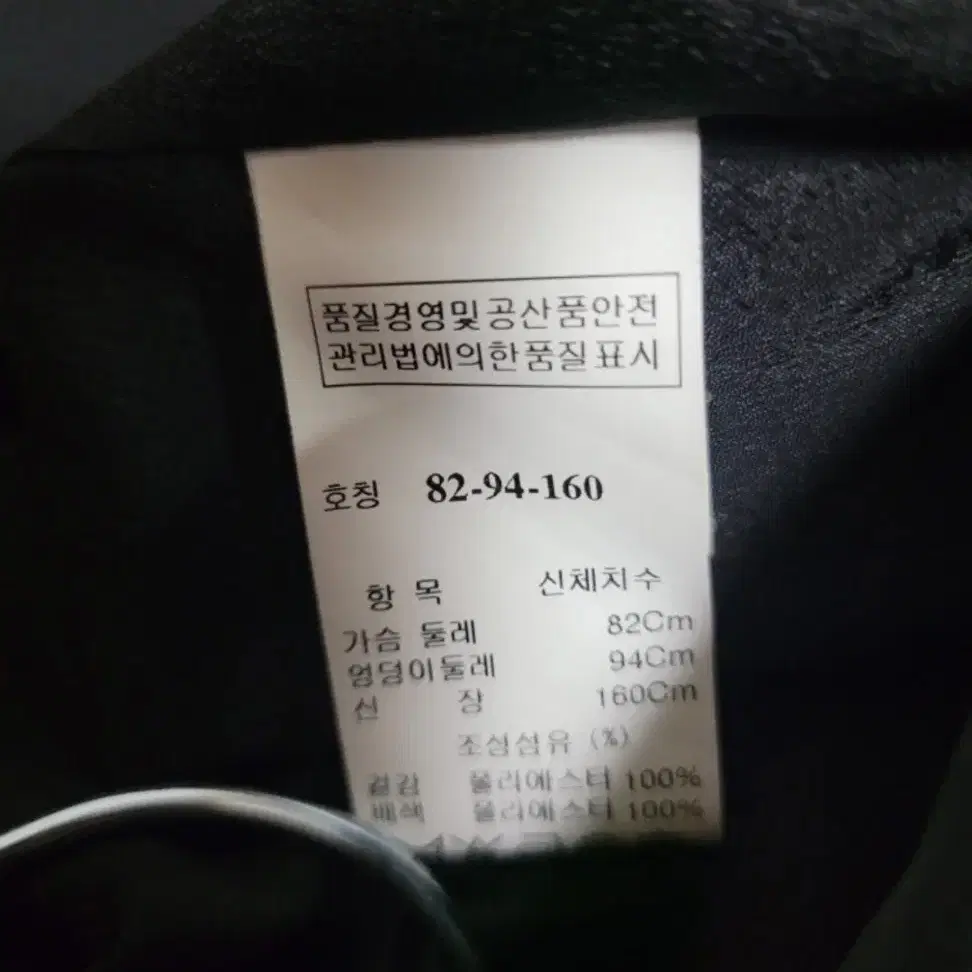 품질경영및공산품안전
관리법에의한품질표시
호칭 82-94-160
항 목 신체치수
가슴 둘레 82Cm
엉덩이둘레 94Cm
신 장 160Cm
조성섬유 (%)
겉감 폴리에스터 100%
배색 폴리에스터 100%